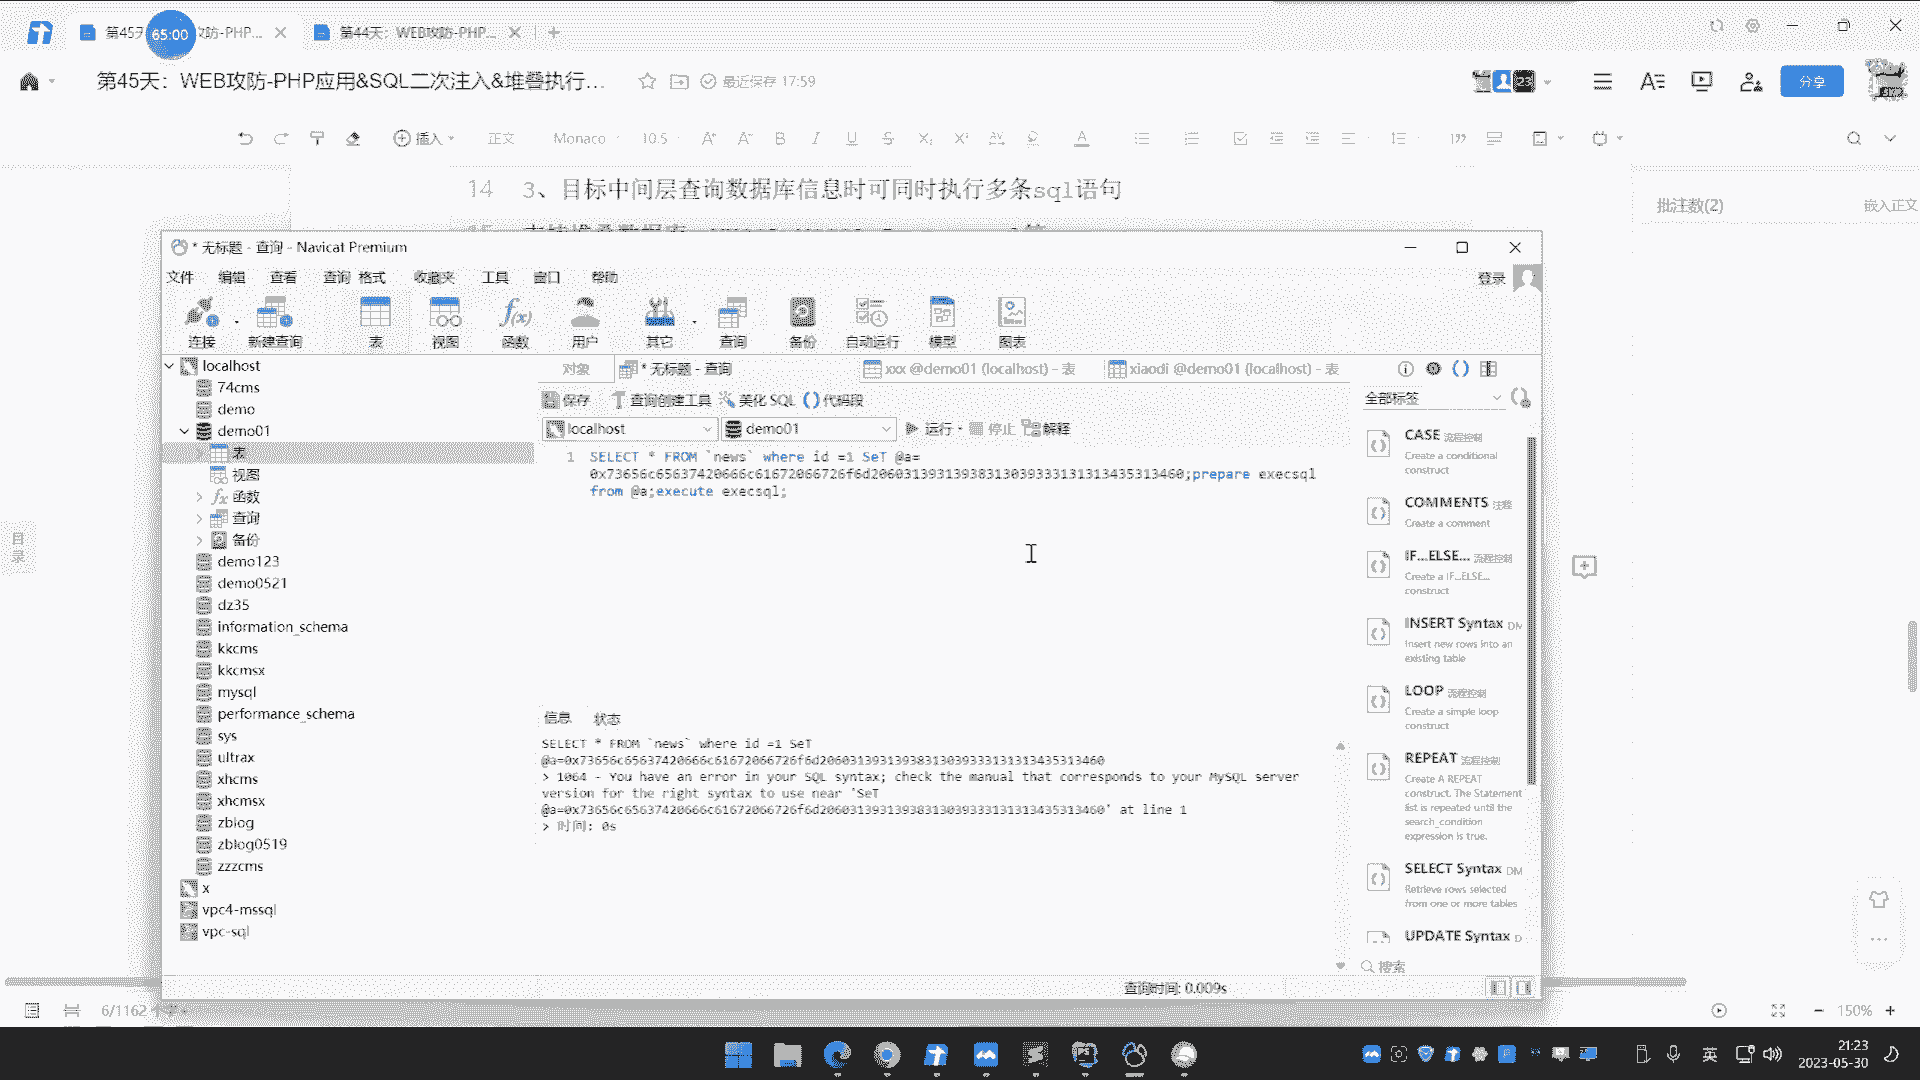 第45天
65:00
攻防-PHP...
第44天：WEB攻防-PHP...
第45天：WEB攻防-PHP应用&SQL二次注入&堆叠执行...
最近保存 17:59
23
分享
插入
正文
Monaco
10.5
14 3、目标中间层查询数据库信息时可同时执行多条sql语句
批注数(2)
嵌入正文
目录
* 无标题 - 查询 - Navicat Premium
文件 编辑 查看 查询 格式 收藏夹 工具 窗口 帮助
登录
连接 新建查询 表 视图 函数 用户 其它 查询 备份 自动运行 模型 图表
localhost
74cms
demo
demo01
表
视图
函数
查询
备份
demo123
demo0521
dz35
information_schema
kkcms
kkcmsx
mysql
performance_schema
sys
ultrax
xhcms
xhcmsx
zblog
zblog0519
zzzcms
x
vpc4-mssql
vpc-sql
对象
* 无标题 - 查询
xxx @demo01 (localhost) - 表
xiaodi @demo01 (localhost) - 表
保存 查询创建工具 美化 SQL 代码段
localhost
demo01
运行 停止 解释
1 SELECT * FROM `news` where id =1 SeT @a=
0x73656c65637420666c61672066726f6d20603139313938313039333131313435313460;prepare execsql
from @a;execute execsql;
信息 状态
SELECT * FROM `news` where id =1 SeT
@a=0x73656c65637420666c61672066726f6d20603139313938313039333131313435313460
> 1064 - You have an error in your SQL syntax; check the manual that corresponds to your MySQL server
version for the right syntax to use near 'SeT
@a=0x73656c65637420666c61672066726f6d20603139313938313039333131313435313460' at line 1
> 时间: 0s
全部标签
CASE 流程控制
Create a conditional
construct
COMMENTS 注释
Create a comment
IF...ELSE... 流程控制
Create a IF...ELSE...
construct
INSERT Syntax DM
Insert new rows into an
existing table
LOOP 流程控制
Create a simple loop
construct
REPEAT 流程控制
Create A REPEAT
construct. The Statement
list is repeated until the
search_condition
expression is true.
SELECT Syntax DM
Retrieve rows selected
from one or more tables
UPDATE Syntax D
搜索
查询时间: 0.009s
6/1162 个字
150%
英
21:23
2023-05-30